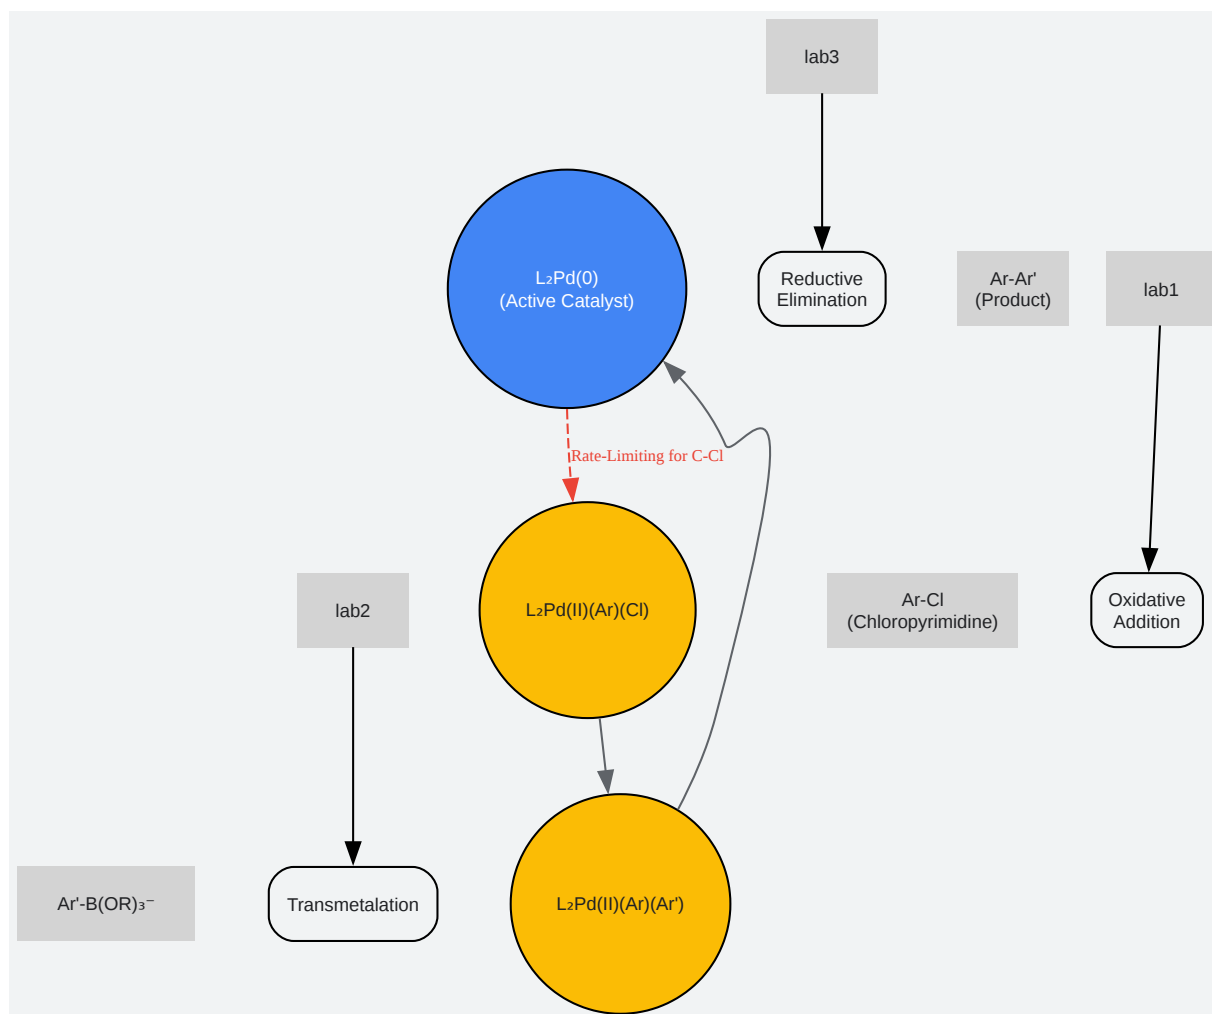 lab3
L₂Pd(0)
(Active Catalyst)
Reductive
Elimination
Ar-Ar'
(Product)
lab1
Rate-Limiting for C-Cl
lab2
L₂Pd(II)(Ar)(Cl)
Ar-Cl
(Chloropyrimidine)
Oxidative
Addition
Ar'-B(OR)₃⁻
Transmetalation
L₂Pd(II)(Ar)(Ar')